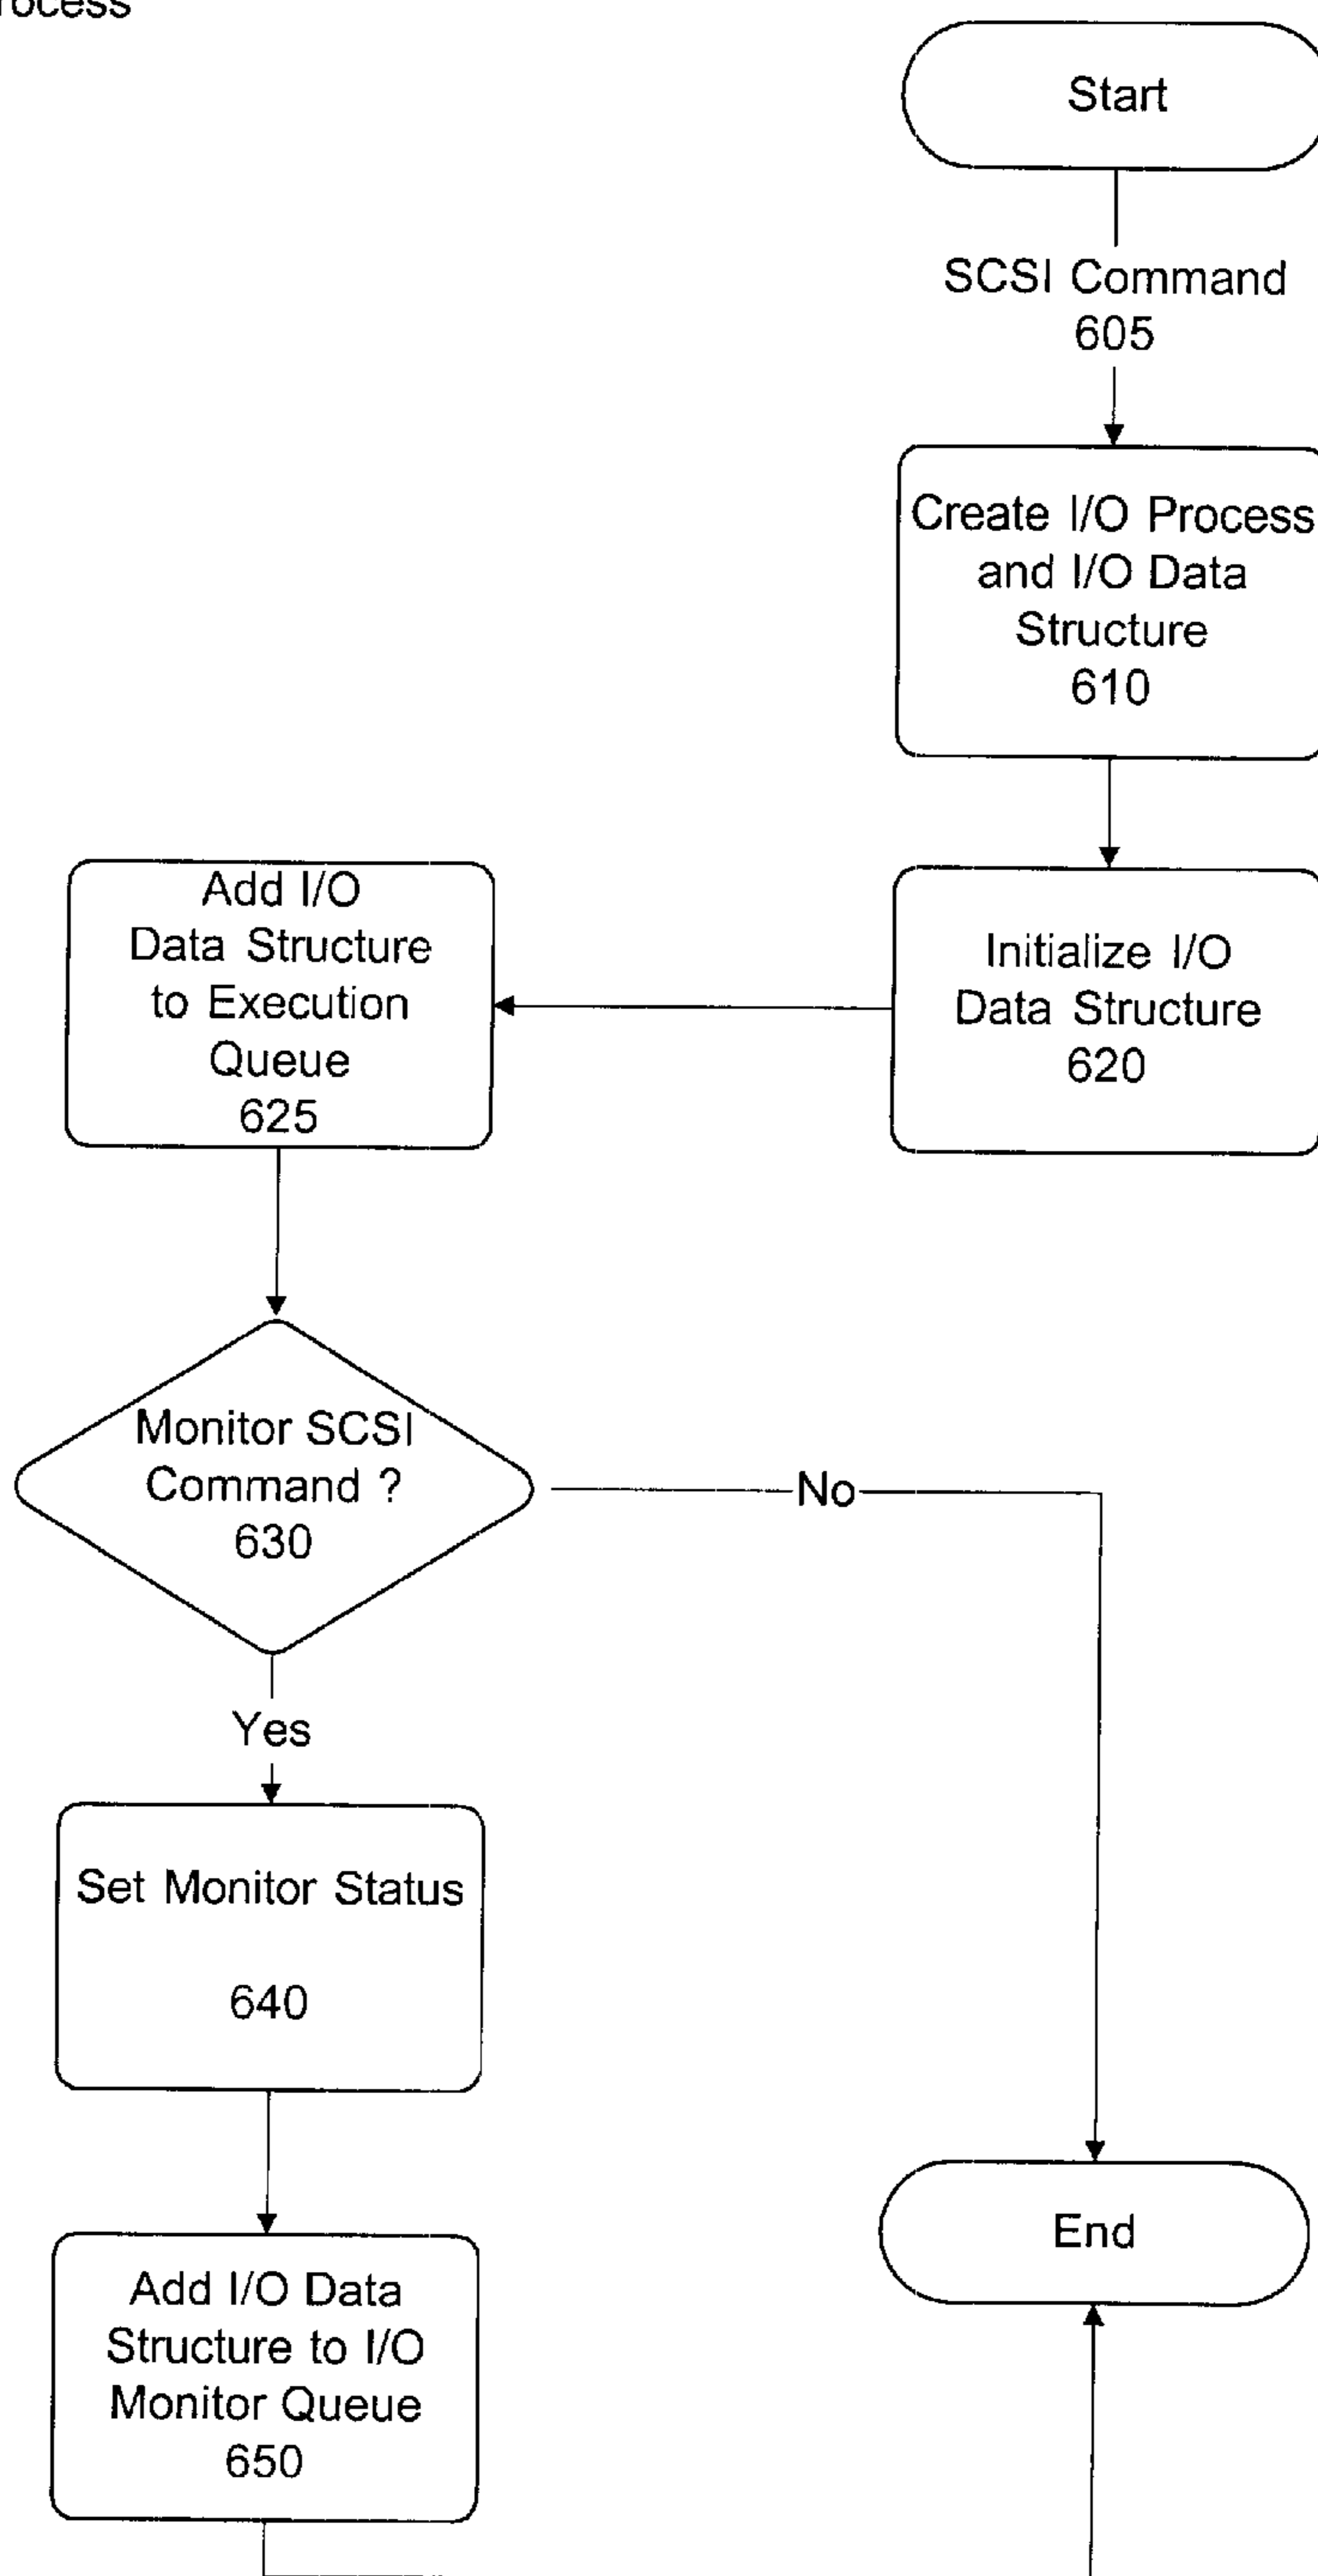 Start
SCSI Command
605
Create I/O Process
and I/O Data
Structure
610
Initialize I/O
Data Structure
620
Add I/O
Data Structure
to Execution
Queue
625
Monitor SCSI
Command ?
630
No
Yes
Set Monitor Status
640
Add I/O Data
Structure to I/O
Monitor Queue
650
End